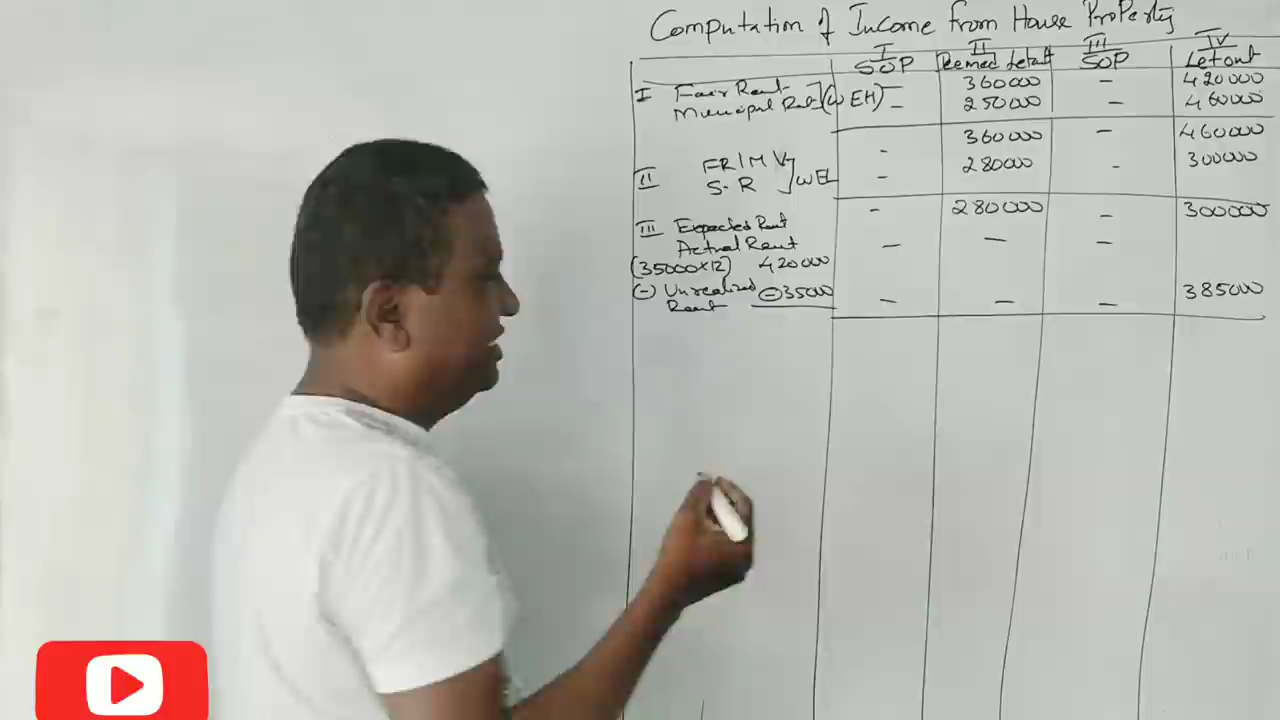 Computation of Income from House Property
I II III IV
SOP Deemed letout SOP Letout
I Fair Rent 360000 - 420000
Municipal Rat (W EH) - 250000 - 460000
- 360000 - 460000
II FR/MV - 280000 - 300000
S.R WEL -
- 280000 - 300000
III Expected Rent
Actual Rent - - -
(35000×12) 420000
(-) Unrealized (-) 35000 385000
Rent - - -